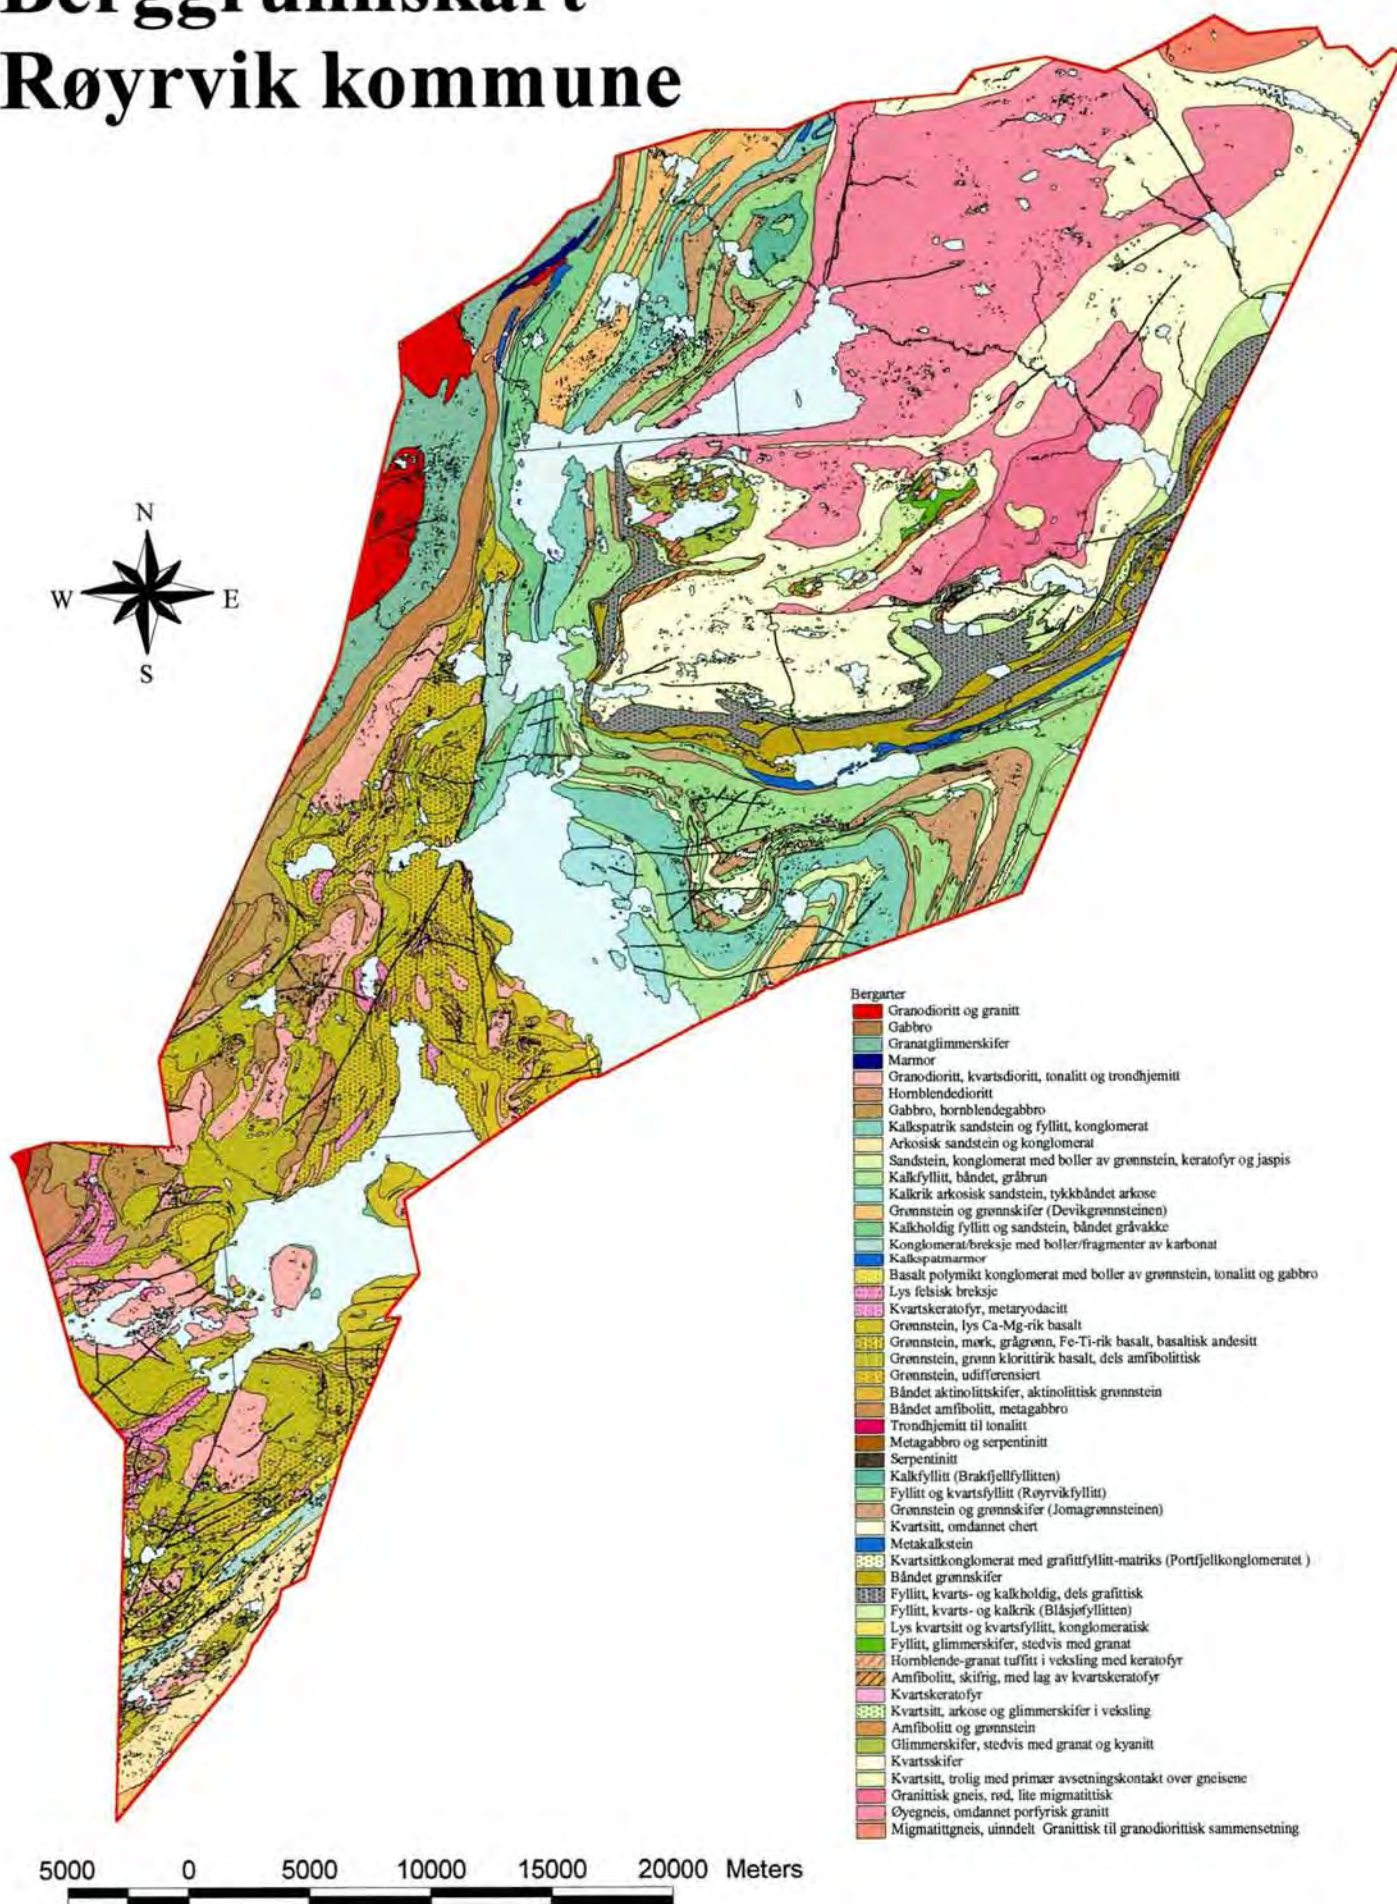 Berggrunnskart
Røyrvik kommune
N
W E
S
Bergarter
Granodioritt og granitt
Gabbro
Granatglimmerskifer
Marmor
Granodioritt, kvartsdioritt, tonalitt og trondhjemitt
Hornblendedioritt
Gabbro, hornblendegabbro
Kalkspatrik sandstein og fyllitt, konglomerat
Arkosisk sandstein og konglomerat
Sandstein, konglomerat med boller av grønnstein, keratofyr og jaspis
Kalkfyllitt, båndet, gråbrun
Kalkrik arkosisk sandstein, tykkbåndet arkose
Grønnstein og grønnskifer (Devikgrønnsteinen)
Kalkholdig fyllitt og sandstein, båndet gråvakke
Konglomerat/breksje med boller/fragmenter av karbonat
Kalkspatmarmor
Basalt polymikt konglomerat med boller av grønnstein, tonalitt og gabbro
Lys felsisk breksje
Kvartskeratofyr, metaryodacitt
Grønnstein, lys Ca-Mg-rik basalt
Grønnstein, mørk, grågrønn, Fe-Ti-rik basalt, basaltisk andesitt
Grønnstein, grønn klorittirik basalt, dels amfibolittisk
Grønnstein, udifferensiert
Båndet aktinolittskifer, aktinolittisk grønnstein
Båndet amfibolitt, metagabbro
Trondhjemitt til tonalitt
Metagabbro og serpentinitt
Serpentinitt
Kalkfyllitt (Brakfjellfyllitten)
Fyllitt og kvartsfyllitt (Røyrvikfyllitt)
Grønnstein og grønnskifer (Jomagrønnsteinen)
Kvartsitt, omdannet chert
Metakalkstein
Kvartsittkonglomerat med grafittfyllitt-matriks (Portfjellkonglomeratet )
Båndet grønnskifer
Fyllitt, kvarts- og kalkholdig, dels grafittisk
Fyllitt, kvarts- og kalkrik (Blåsjøfyllitten)
Lys kvartsitt og kvartsfyllitt, konglomeratisk
Fyllitt, glimmerskifer, stedvis med granat
Hornblende-granat tuffitt i veksling med keratofyr
Amfibolitt, skifrig, med lag av kvartskeratofyr
Kvartskeratofyr
Kvartsitt, arkose og glimmerskifer i veksling
Amfibolitt og grønnstein
Glimmerskifer, stedvis med granat og kyanitt
Kvartsskifer
Kvartsitt, trolig med primær avsetningskontakt over gneisene
Granittisk gneis, rød, lite migmatittisk
Øyegneis, omdannet porfyrisk granitt
Migmatittgneis, uinndelt Granittisk til granodiorittisk sammensetning
5000 0 5000 10000 15000 20000 Meters